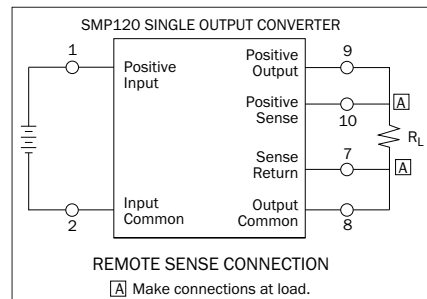 SMP120 SINGLE OUTPUT CONVERTER
1
9
Positive
Input
Positive
Output
Positive
Sense
A
10
R_L
7
Sense
Return
A
Input
Common
Output
Common
2
8
REMOTE SENSE CONNECTION
A Make connections at load.